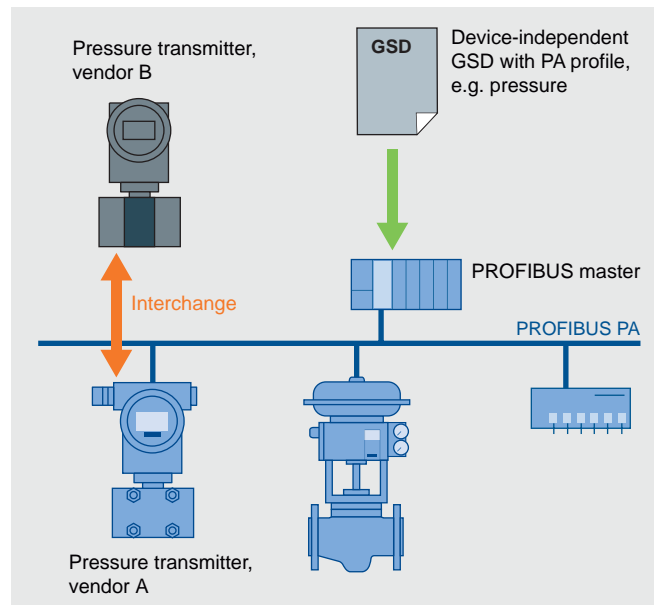 Pressure transmitter,
vendor B
GSD
Device-independent
GSD with PA profile,
e.g. pressure
PROFIBUS master
Interchange
PROFIBUS PA
Pressure transmitter,
vendor A